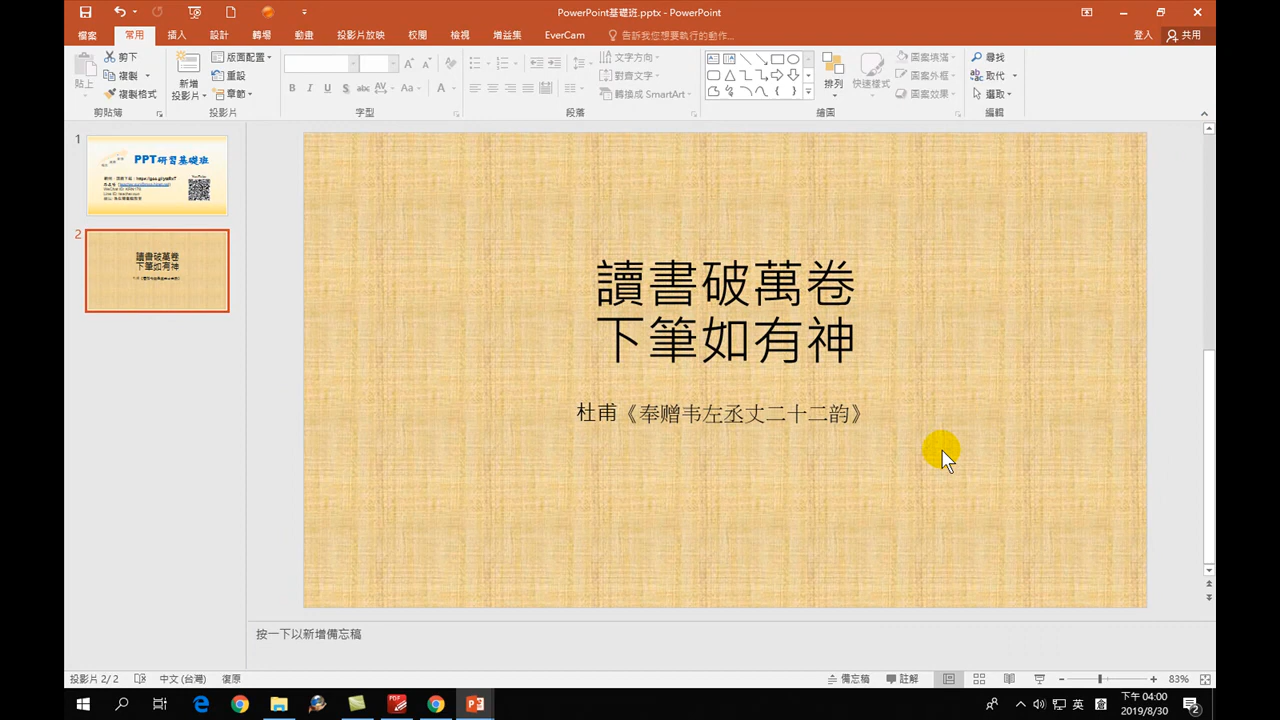 PowerPoint基礎班.pptx - PowerPoint
檔案 常用 插入 設計 轉場 動畫 投影片放映 校閱 檢視 增益集 EverCam 告訴我您想要執行的動作... 登入 共用
貼上 剪下 複製 複製格式 剪貼簿
新增投影片 版面配置 重設 章節 投影片
B I U S abc AV Aa A 字型
文字方向 對齊文字 轉換成 SmartArt 段落
排列 快速樣式 圖案填滿 圖案外框 圖案效果 繪圖
尋找 取代 選取 編輯
1
PPT研習基礎班
2
讀書破萬卷
下筆如有神
讀書破萬卷
下筆如有神
杜甫《奉赠韦左丞丈二十二韵》
按一下以新增備忘稿
投影片 2/2 中文 (台灣) 復原 備忘稿 註解 83%
英 下午 04:00
2019/8/30
2